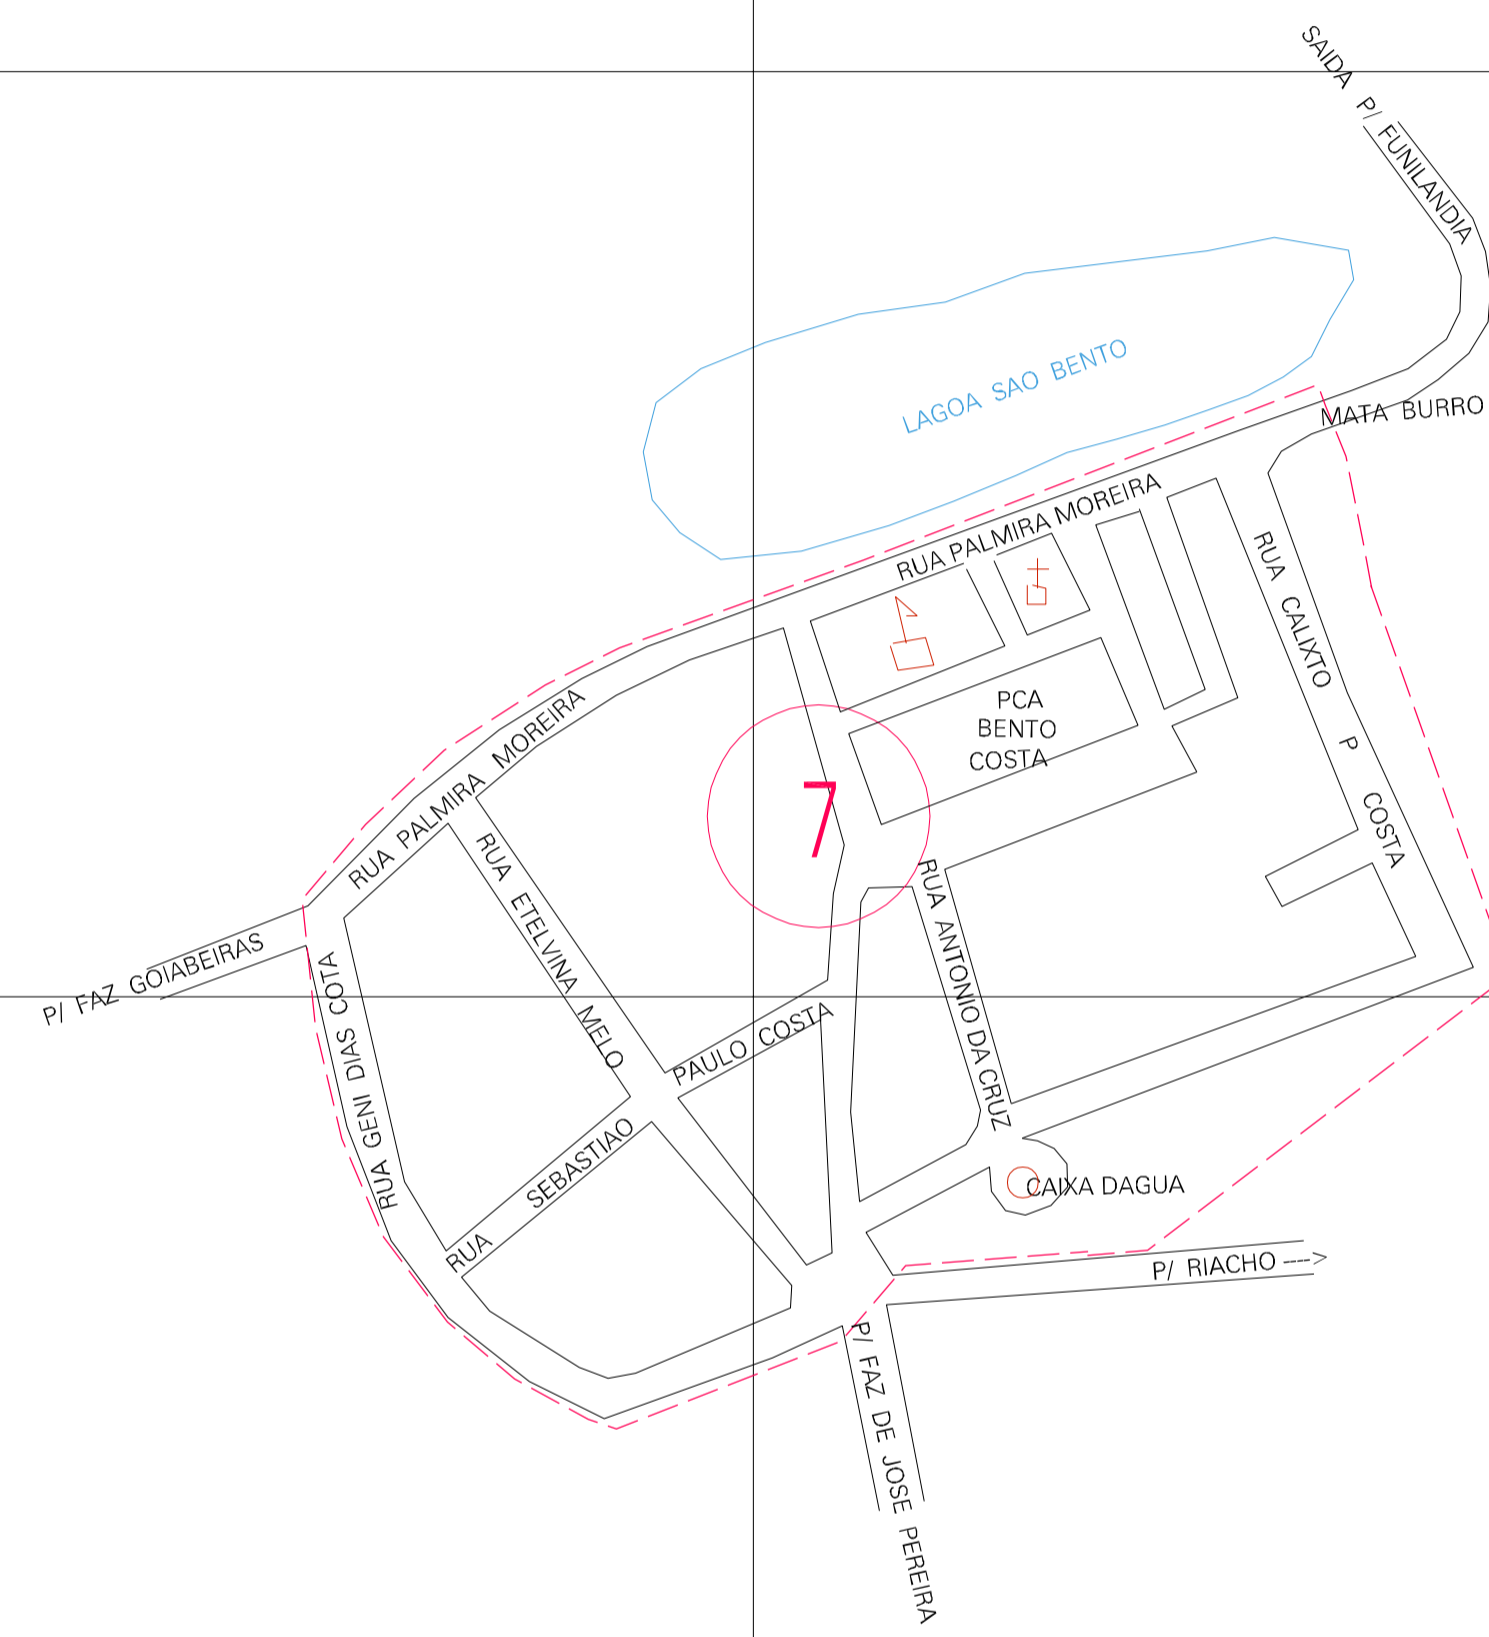 SAIDA P/ FUNILANDIA
LAGOA SAO BENTO
MATA BURRO
RUA PALMIRA MOREIRA
RUA CALIXTO P COSTA
PCA
BENTO
COSTA
RUA PALMIRA MOREIRA
7
RUA ETELVINA MELO
RUA ANTONIO DA CRUZ
P/ FAZ GOIABEIRAS
RUA GENI DIAS COTA
PAULO COSTA
RUA SEBASTIAO
CAIXA DAGUA
P/ RIACHO ---->
P/ FAZ DE JOSE PEREIRA